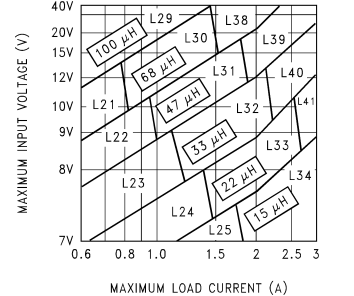 MAXIMUM INPUT VOLTAGE (V)
40V
20V
15V
12V
10V
9V
8V
7V
L29
L38
100 μH
L30
L39
68 μH
L31
L40
L21
47 μH
L32
L41
L22
33 μH
L33
L23
22 μH
L34
L24
15 μH
L25
0.6 0.8 1.0 1.5 2 2.5 3
MAXIMUM LOAD CURRENT (A)